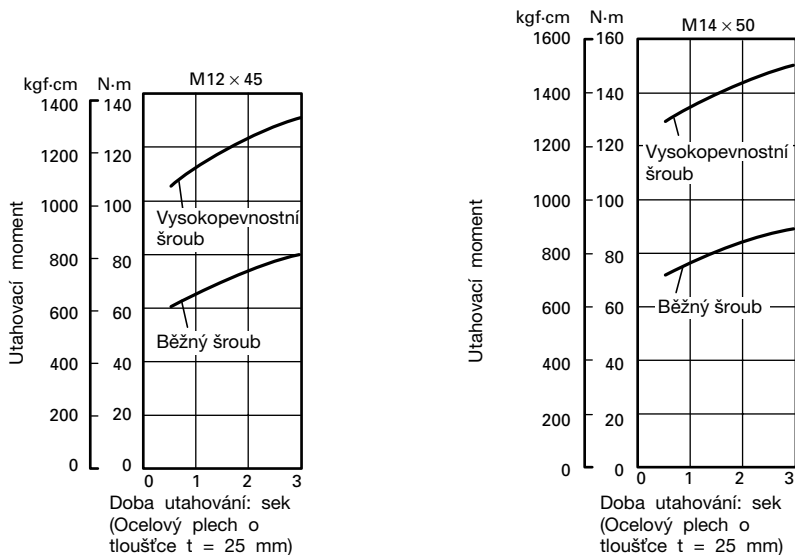 kgf·cm N·m M12 × 45
1400 140
1200 120
1000 100
800 80
600 60
400 40
200 20
0 0
Utahovací moment
Vysokopevnostní
šroub
Běžný šroub
0 1 2 3
Doba utahování: sek
(Ocelový plech o
tloušťce t = 25 mm)
kgf·cm N·m
1600 160 M14 × 50
1400 140
1200 120
1000 100
800 80
600 60
400 40
200 20
0 0
Utahovací moment
Vysokopevnostní
šroub
Běžný šroub
0 1 2 3
Doba utahování: sek
(Ocelový plech o
tloušťce t = 25 mm)